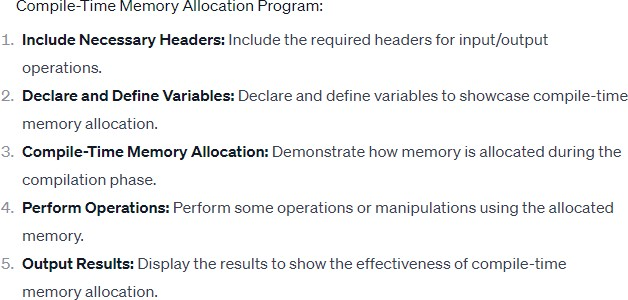 Compile-Time Memory Allocation Program:
1. Include Necessary Headers: Include the required headers for input/output
operations.
2. Declare and Define Variables: Declare and define variables to showcase compile-time
memory allocation.
3. Compile-Time Memory Allocation: Demonstrate how memory is allocated during the
compilation phase.
4. Perform Operations: Perform some operations or manipulations using the allocated
memory.
5. Output Results: Display the results to show the effectiveness of compile-time
memory allocation.